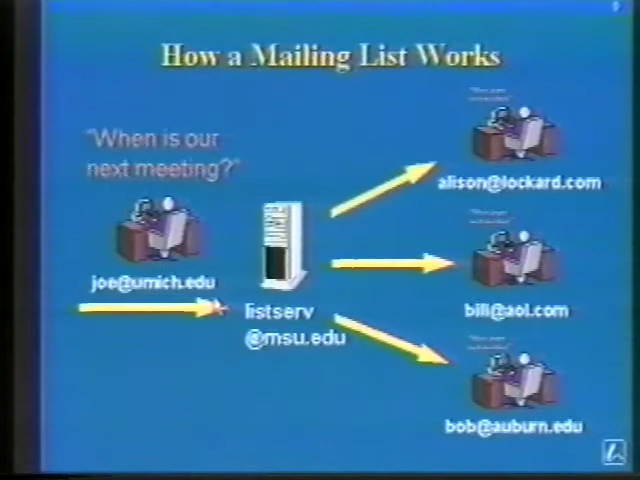 How a Mailing List Works
"When is our
next meeting?"
joe@umich.edu
listserv
@msu.edu
alison@lockard.com
bill@aol.com
bob@auburn.edu